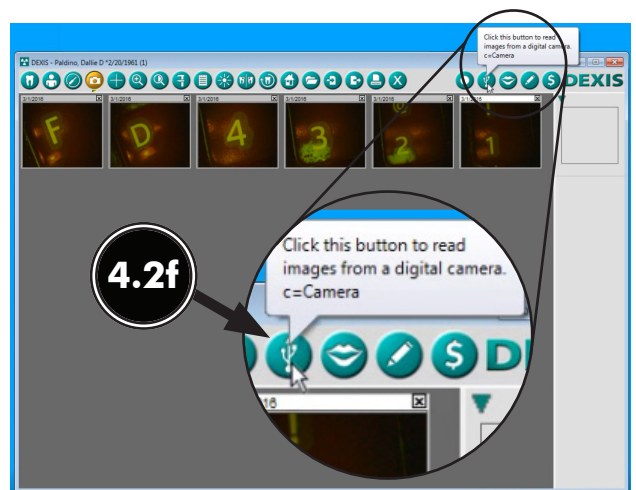 Click this button to read
images from a digital camera.
c=Camera
DEXIS - Paldino, Dallie D *2/20/1961 (1)
$ DEXIS
3/1/2016 3/1/2016 3/1/2016 3/1/2016 3/1/2016 3/1/2016
F D 4 3 2 1
4.2f
Click this button to read
images from a digital camera.
c=Camera
$ D
16